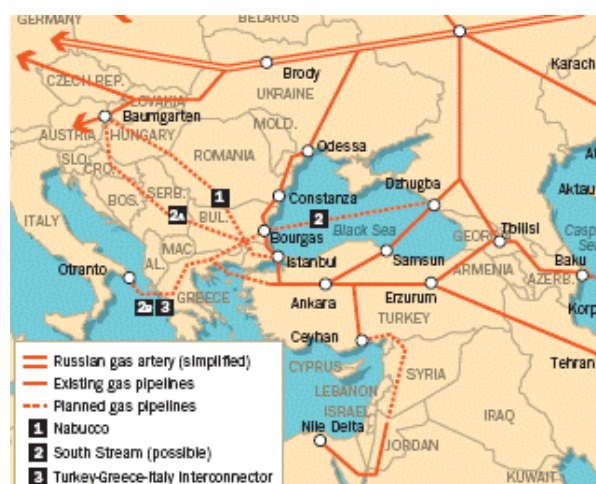 GERMANY
BELARUS
Karach
CZECH REP.
Brody
UKRAINE
SLOVAKIA
Baumgarten
AUSTRIA
HUNGARY
MOLD.
Odessa
SLO.
CRO.
ROMANIA
Dzhugba
Aktau
BOS.
SERB.
1
Constanza
ITALY
2A
BUL.
2
Bourgas
Black Sea
GEORGIA
Tbilisi
Casp
Se
MAC.
Istanbul
Samsun
Baku
Otranto
AL.
ARMENIA
AZERB.
GREECE
Ankara
Erzurum
Korp
2B
3
TURKEY
Ceyhan
Tehran
CYPRUS
SYRIA
LEBANON
ISRAEL
IRAQ
Nile Delta
JORDAN
KUWAIT
Russian gas artery (simplified)
Existing gas pipelines
Planned gas pipelines
1 Nabucco
2 South Stream (possible)
3 Turkey-Greece-Italy Interconnector